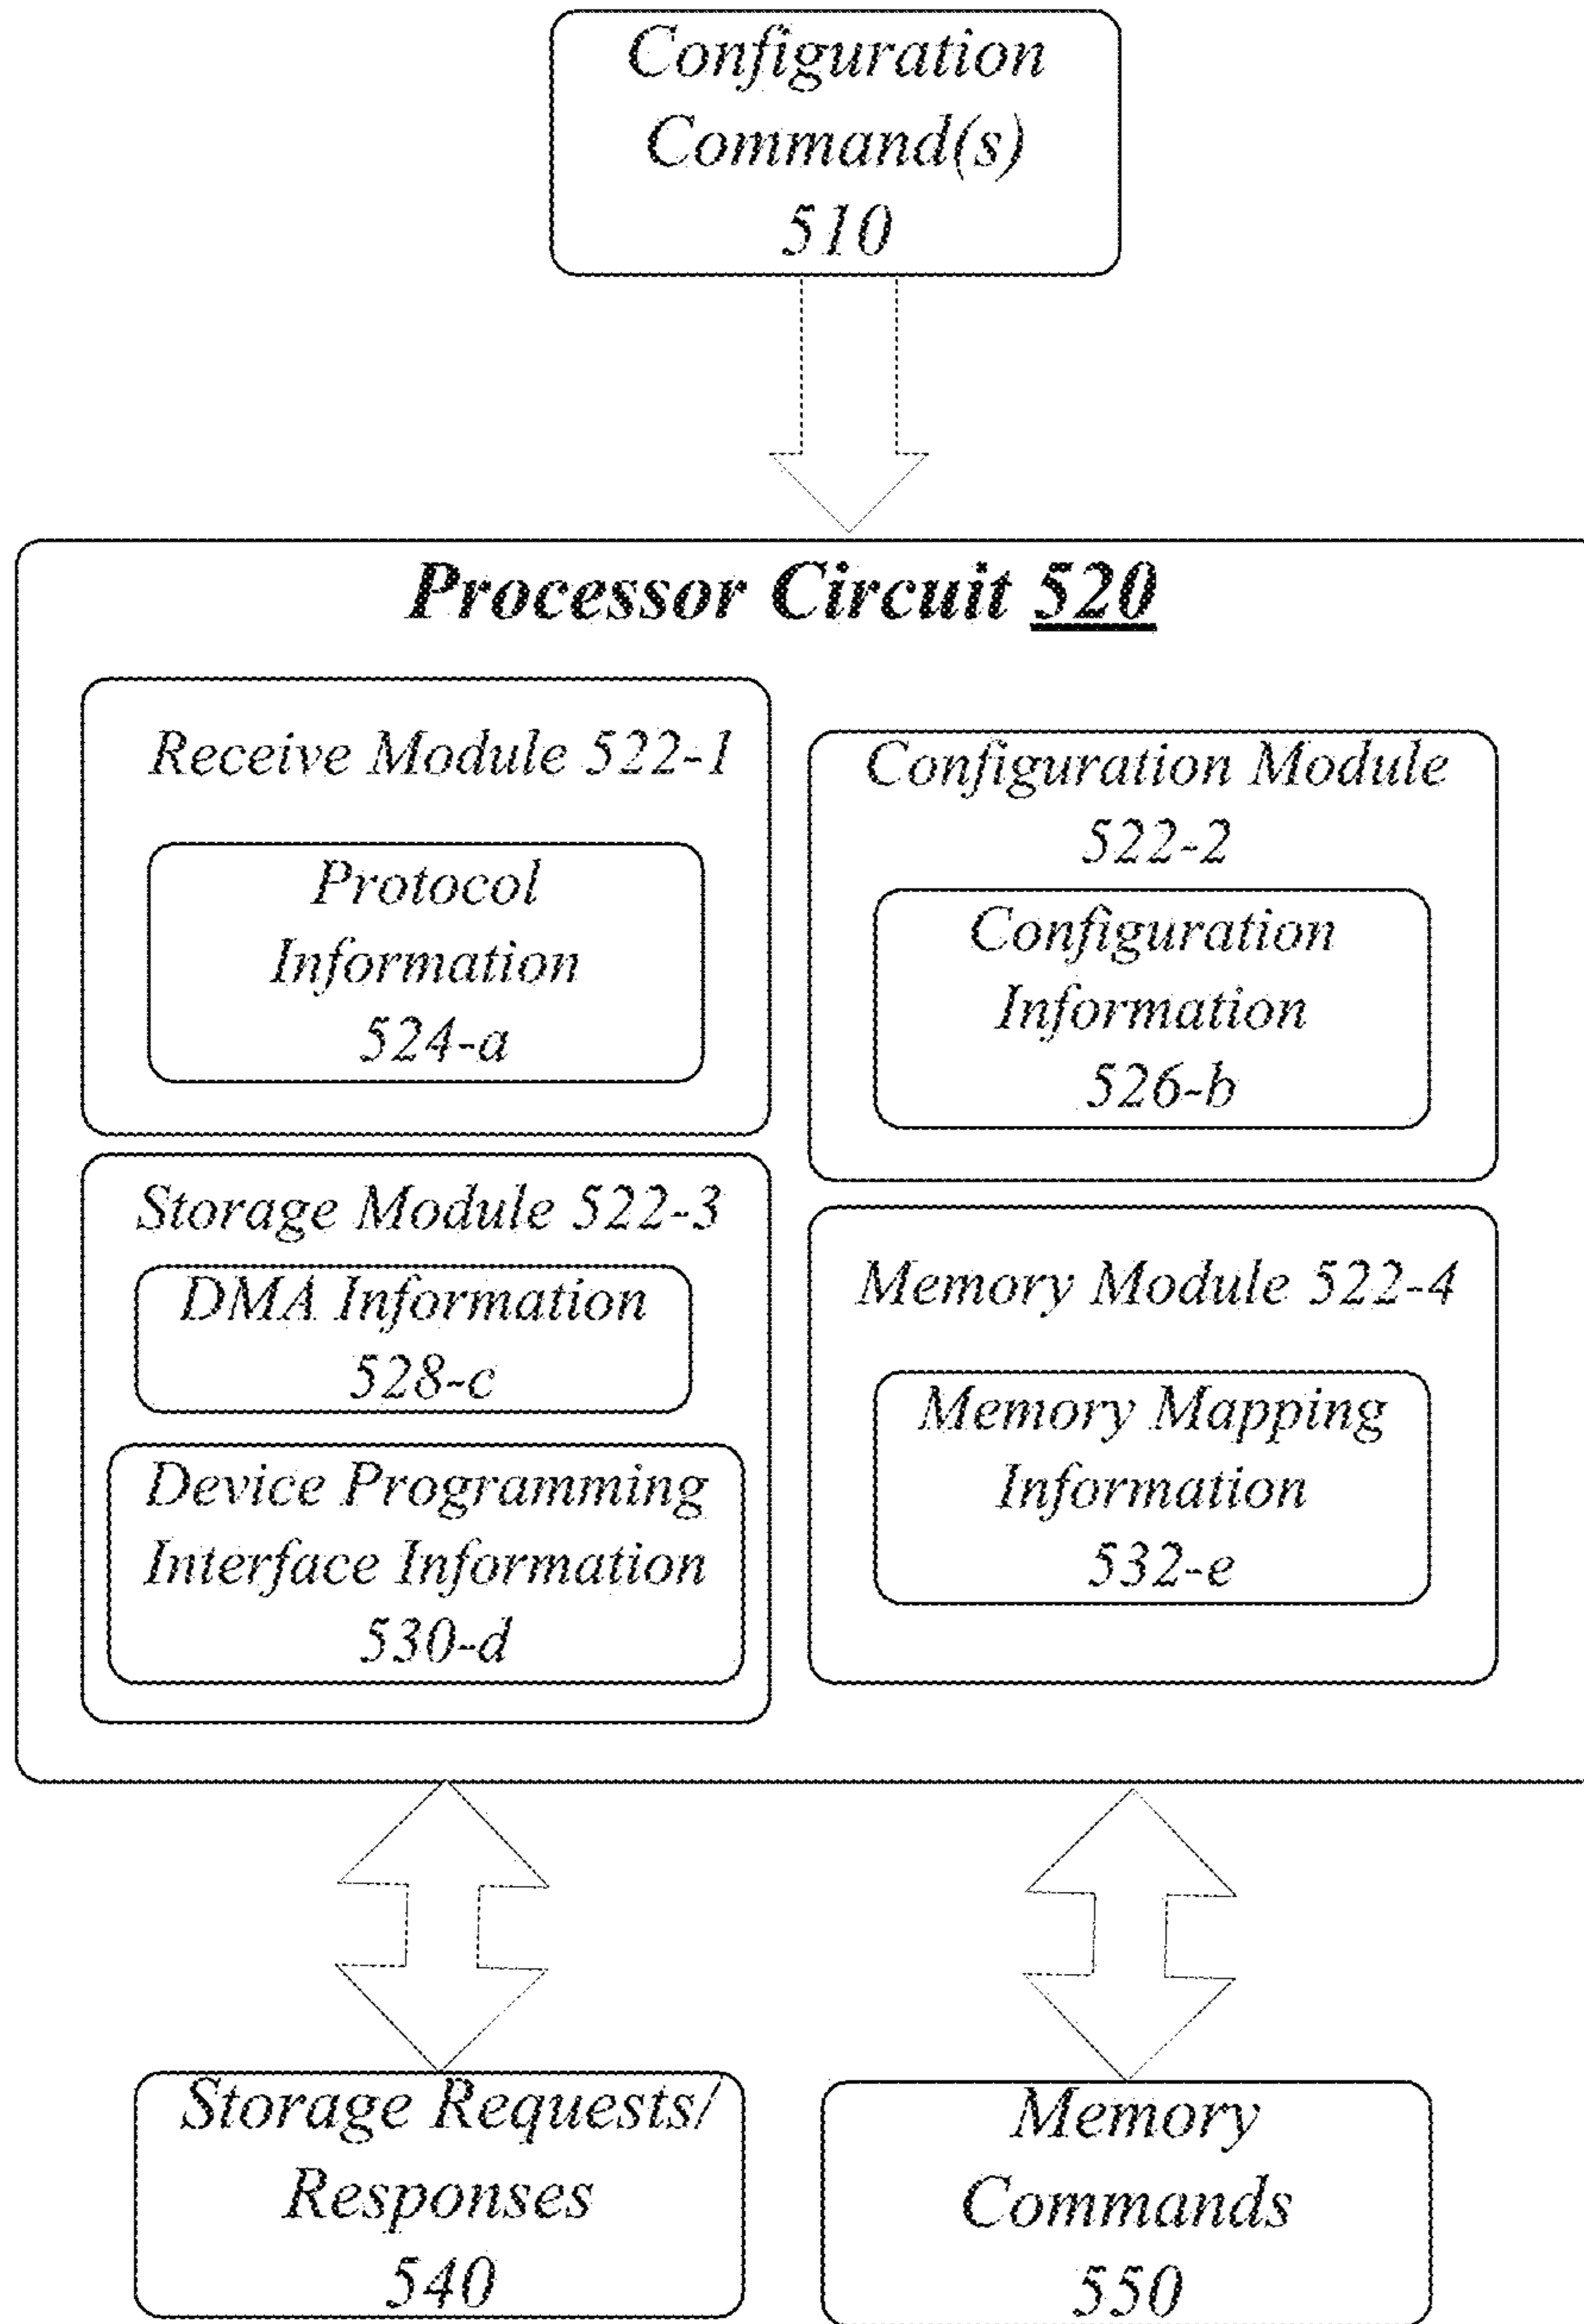 Configuration
Command(s)
510
Processor Circuit 520
Receive Module 522-1
Protocol
Information
524-a
Configuration Module
522-2
Configuration
Information
526-b
Storage Module 522-3
DMA Information
528-c
Device Programming
Interface Information
530-d
Memory Module 522-4
Memory Mapping
Information
532-e
Storage Requests/
Responses
540
Memory
Commands
550